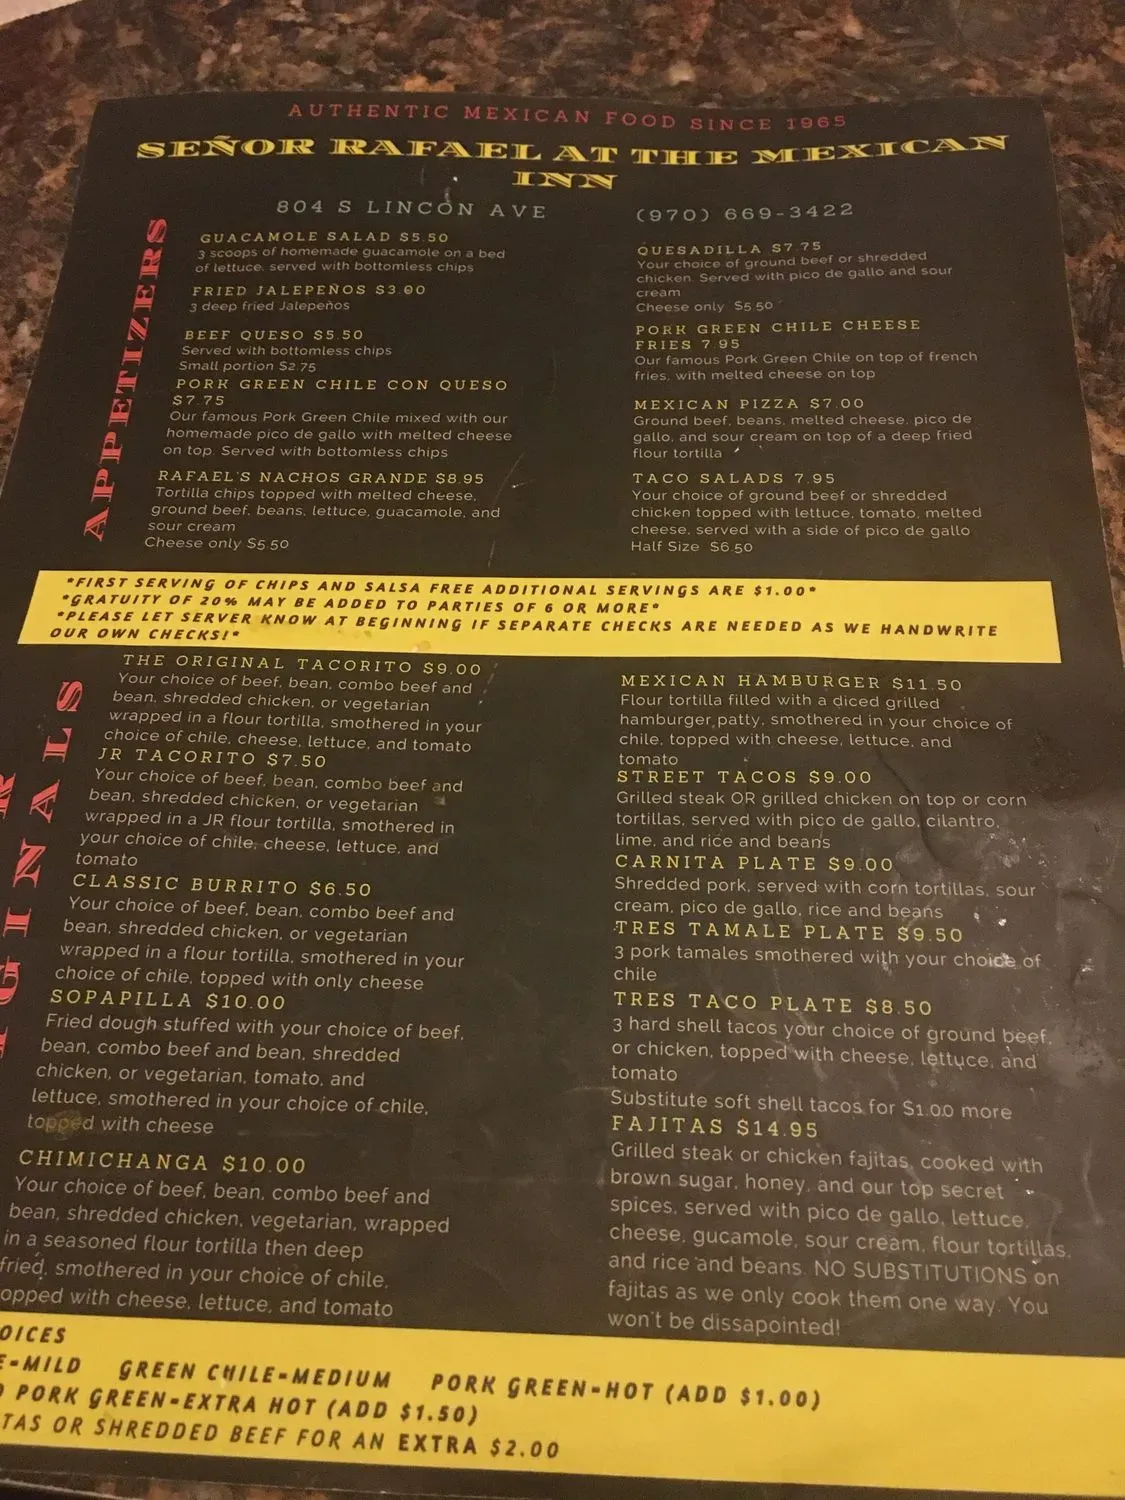 AUTHENTIC MEXICAN FOOD SINCE 1965
SEÑOR RAFAEL AT THE MEXICAN
INN
804 S LINCON AVE
(970) 669-3422
APPETIZERS
GUACAMOLE SALAD $5.50
3 scoops of homemade guacamole on a bed
of lettuce, served with bottomless chips
FRIED JALEPEÑOS $3.00
3 deep fried Jalepeños
BEEF QUESO $5.50
Served with bottomless chips
Small portion $2.75
PORK GREEN CHILE CON QUESO
$7.75
Our famous Pork Green Chile mixed with our
homemade pico de gallo with melted cheese
on top. Served with bottomless chips
RAFAEL'S NACHOS GRANDE $8.95
Tortilla chips topped with melted cheese,
ground beef, beans, lettuce, guacamole, and
sour cream
Cheese only $5.50
QUESADILLA $7.75
Your choice of ground beef or shredded
chicken. Served with pico de gallo and sour
cream
Cheese only $5.50
PORK GREEN CHILE CHEESE
FRIES 7.95
Our famous Pork Green Chile on top of french
fries, with melted cheese on top
MEXICAN PIZZA $7.00
Ground beef, beans, melted cheese, pico de
gallo, and sour cream on top of a deep fried
flour tortilla
TACO SALADS 7.95
Your choice of ground beef or shredded
chicken topped with lettuce, tomato, melted
cheese, served with a side of pico de gallo
Half Size $6.50
*FIRST SERVING OF CHIPS AND SALSA FREE ADDITIONAL SERVINGS ARE $1.00*
*GRATUITY OF 20% MAY BE ADDED TO PARTIES OF 6 OR MORE*
*PLEASE LET SERVER KNOW AT BEGINNING IF SEPARATE CHECKS ARE NEEDED AS WE HANDWRITE
OUR OWN CHECKS!*
R
IGINALS
THE ORIGINAL TACORITO $9.00
Your choice of beef, bean, combo beef and
bean, shredded chicken, or vegetarian
wrapped in a flour tortilla, smothered in your
choice of chile, cheese, lettuce, and tomato
JR TACORITO $7.50
Your choice of beef, bean, combo beef and
bean, shredded chicken, or vegetarian
wrapped in a JR flour tortilla, smothered in
your choice of chile, cheese, lettuce, and
tomato
CLASSIC BURRITO $6.50
Your choice of beef, bean, combo beef and
bean, shredded chicken, or vegetarian
wrapped in a flour tortilla, smothered in your
choice of chile, topped with only cheese
SOPAPILLA $10.00
Fried dough stuffed with your choice of beef,
bean, combo beef and bean, shredded
chicken, or vegetarian, tomato, and
lettuce, smothered in your choice of chile,
topped with cheese
CHIMICHANGA $10.00
Your choice of beef, bean, combo beef and
bean, shredded chicken, vegetarian, wrapped
in a seasoned flour tortilla then deep
fried, smothered in your choice of chile,
opped with cheese, lettuce, and tomato
MEXICAN HAMBURGER $11.50
Flour tortilla filled with a diced grilled
hamburger patty, smothered in your choice of
chile, topped with cheese, lettuce, and
tomato
STREET TACOS $9.00
Grilled steak OR grilled chicken on top or corn
tortillas, served with pico de gallo, cilantro,
lime, and rice and beans
CARNITA PLATE $9.00
Shredded pork, served with corn tortillas, sour
cream, pico de gallo, rice and beans
TRES TAMALE PLATE $9.50
3 pork tamales smothered with your choice of
chile
TRES TACO PLATE $8.50
3 hard shell tacos your choice of ground beef,
or chicken, topped with cheese, lettuce, and
tomato
Substitute soft shell tacos for $1.00 more
FAJITAS $14.95
Grilled steak or chicken fajitas, cooked with
brown sugar, honey, and our top secret
spices, served with pico de gallo, lettuce,
cheese, gucamole, sour cream, flour tortillas,
and rice and beans. NO SUBSTITUTIONS on
fajitas as we only cook them one way. You
won't be dissapointed!
OICES
E-MILD GREEN CHILE-MEDIUM PORK GREEN-HOT (ADD $1.00)
PORK GREEN-EXTRA HOT (ADD $1.50)
TAS OR SHREDDED BEEF FOR AN EXTRA $2.00